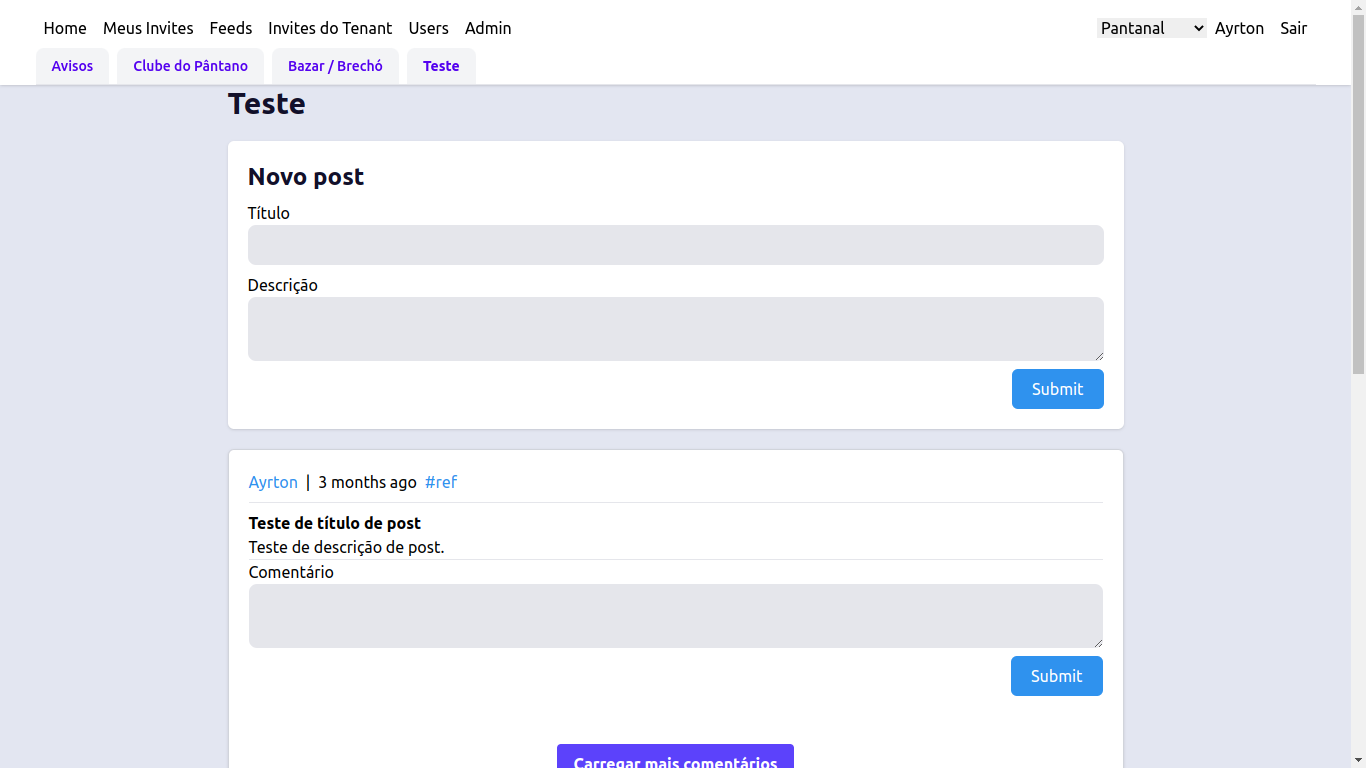 Home Meus Invites Feeds Invites do Tenant Users Admin Pantanal Ayrton Sair
Avisos Clube do Pântano Bazar / Brechó Teste
Teste
Novo post
Título
Descrição
Submit
Ayrton | 3 months ago #ref
Teste de título de post
Teste de descrição de post.
Comentário
Submit
Carregar mais comentários